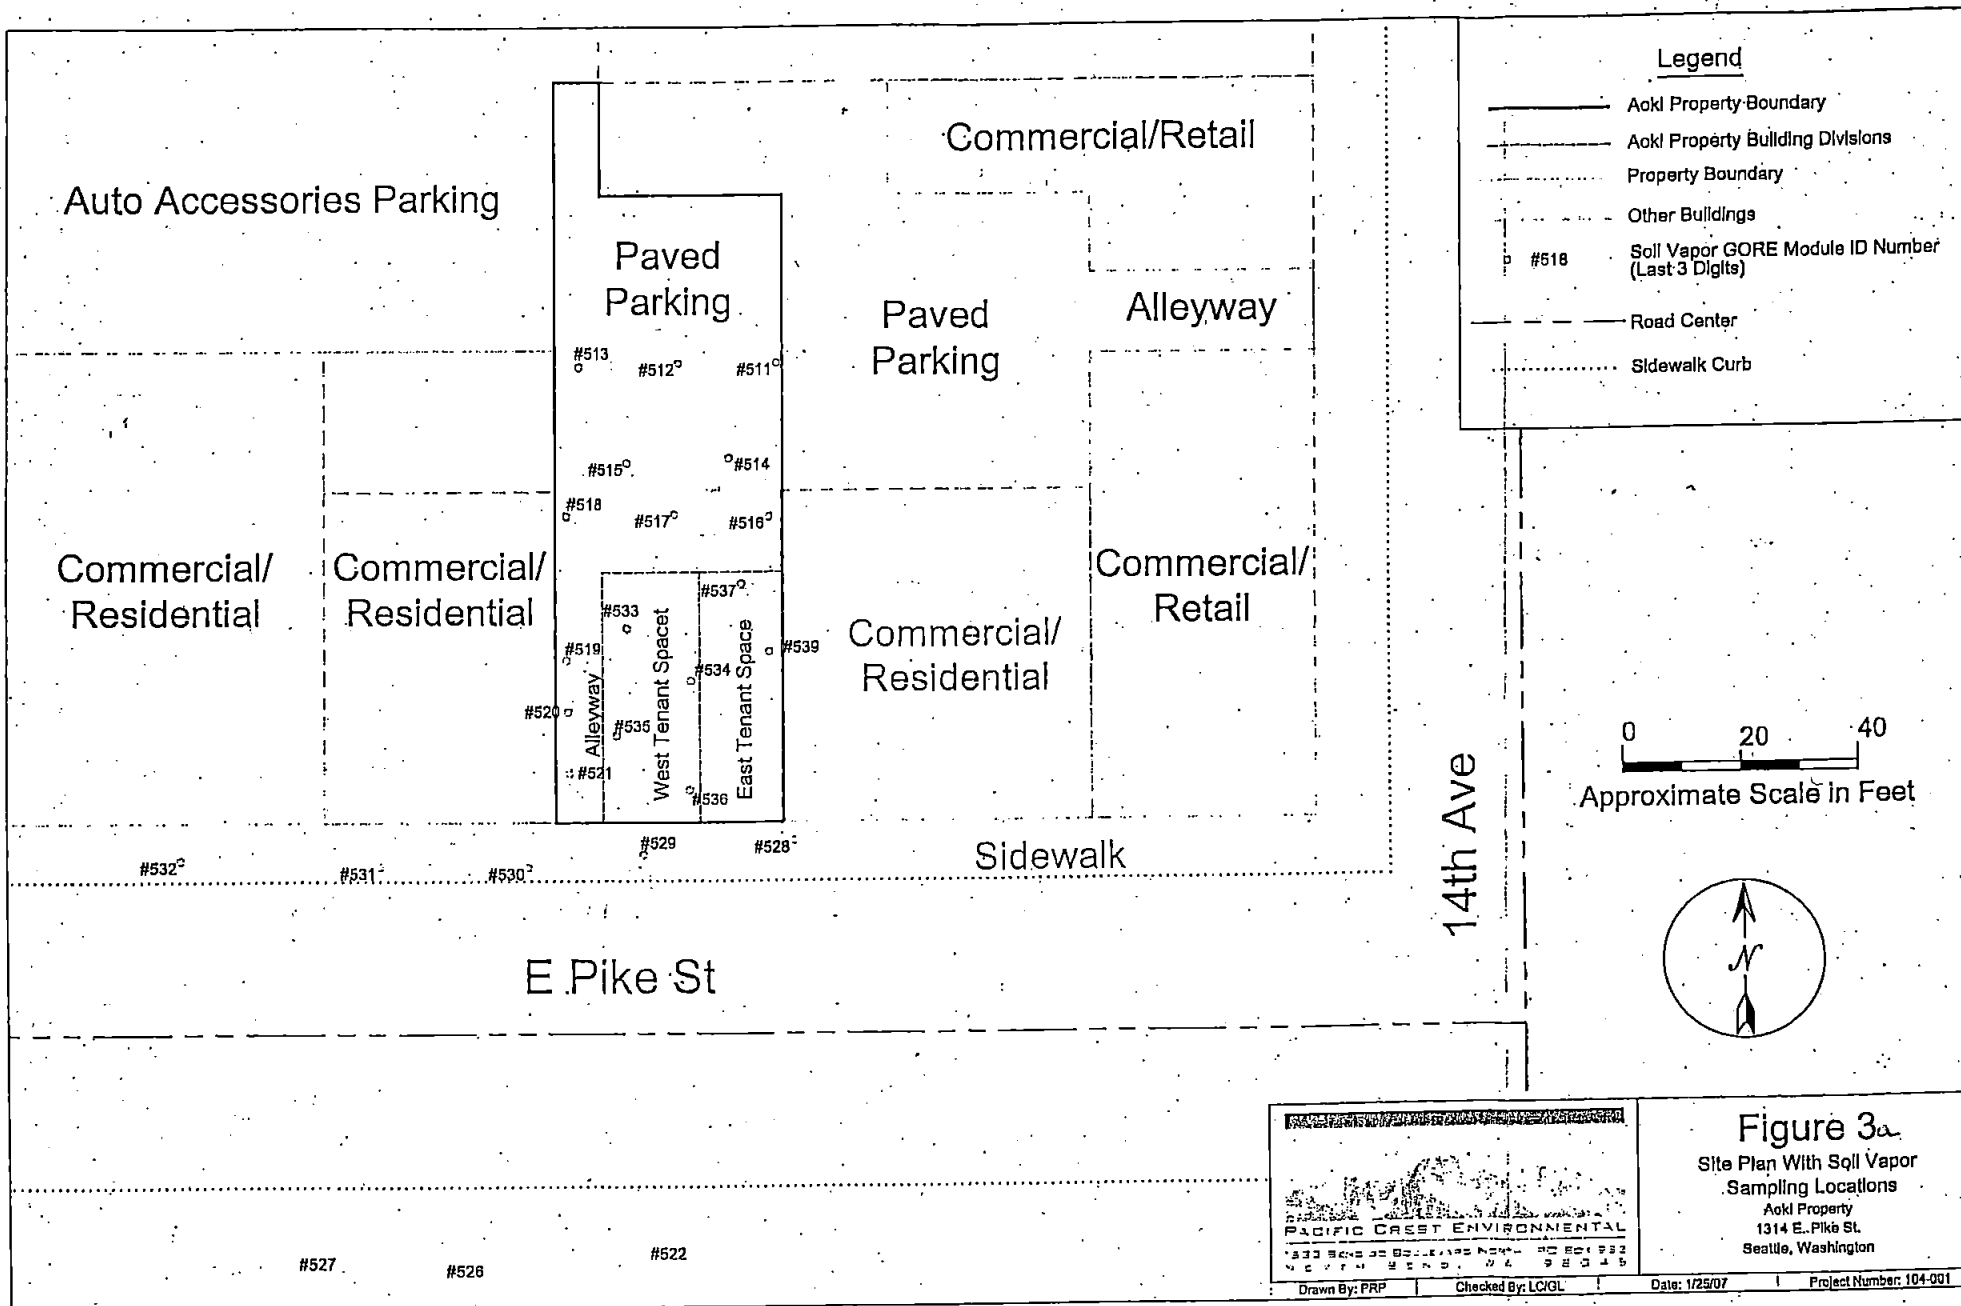 Legend
Aoki Property Boundary
Aoki Property Building Divisions
Property Boundary
Other Buildings
#518 Soil Vapor GORE Module ID Number
(Last 3 Digits)
Road Center
Sidewalk Curb
Commercial/Retail
Auto Accessories Parking
Paved
Parking
Paved
Parking
Alleyway
#513
#512
#511
#515
#514
#518
#517
#516
Commercial/
Residential
Commercial/
Residential
Commercial/
Retail
#537
#533
Commercial/
Residential
#519
#539
#534
#520
#535
#521
#536
Alleyway
West Tenant Spacet
East Tenant Space
0 20 40
Approximate Scale in Feet
14th Ave
#529
#528
Sidewalk
#532
#531
#530
N
E Pike St
#527
#526
#522
PACIFIC CREST ENVIRONMENTAL
Figure 3a
Site Plan With Soil Vapor
Sampling Locations
Aoki Property
1314 E. Pike St.
Seattle, Washington
Drawn By: PRP
Checked By: LC/GL
Date: 1/25/07
Project Number: 104-001